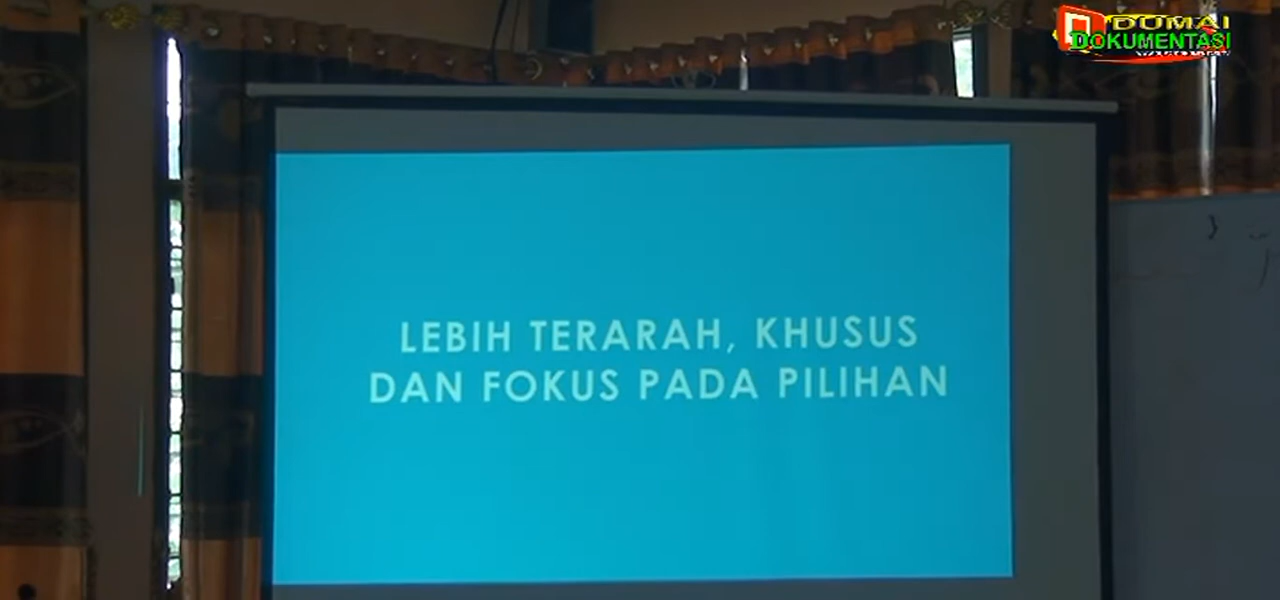 DUMAI
DOKUMENTASI
LEBIH TERARAH, KHUSUS
DAN FOKUS PADA PILIHAN